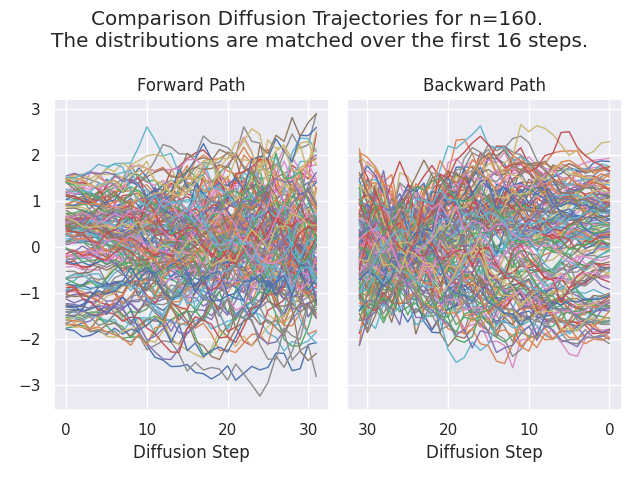 Comparison Diffusion Trajectories for n=160.
The distributions are matched over the first 16 steps.
Forward Path
Backward Path
3
2
1
0
−1
−2
−3
0 10 20 30
30 20 10 0
Diffusion Step
Diffusion Step